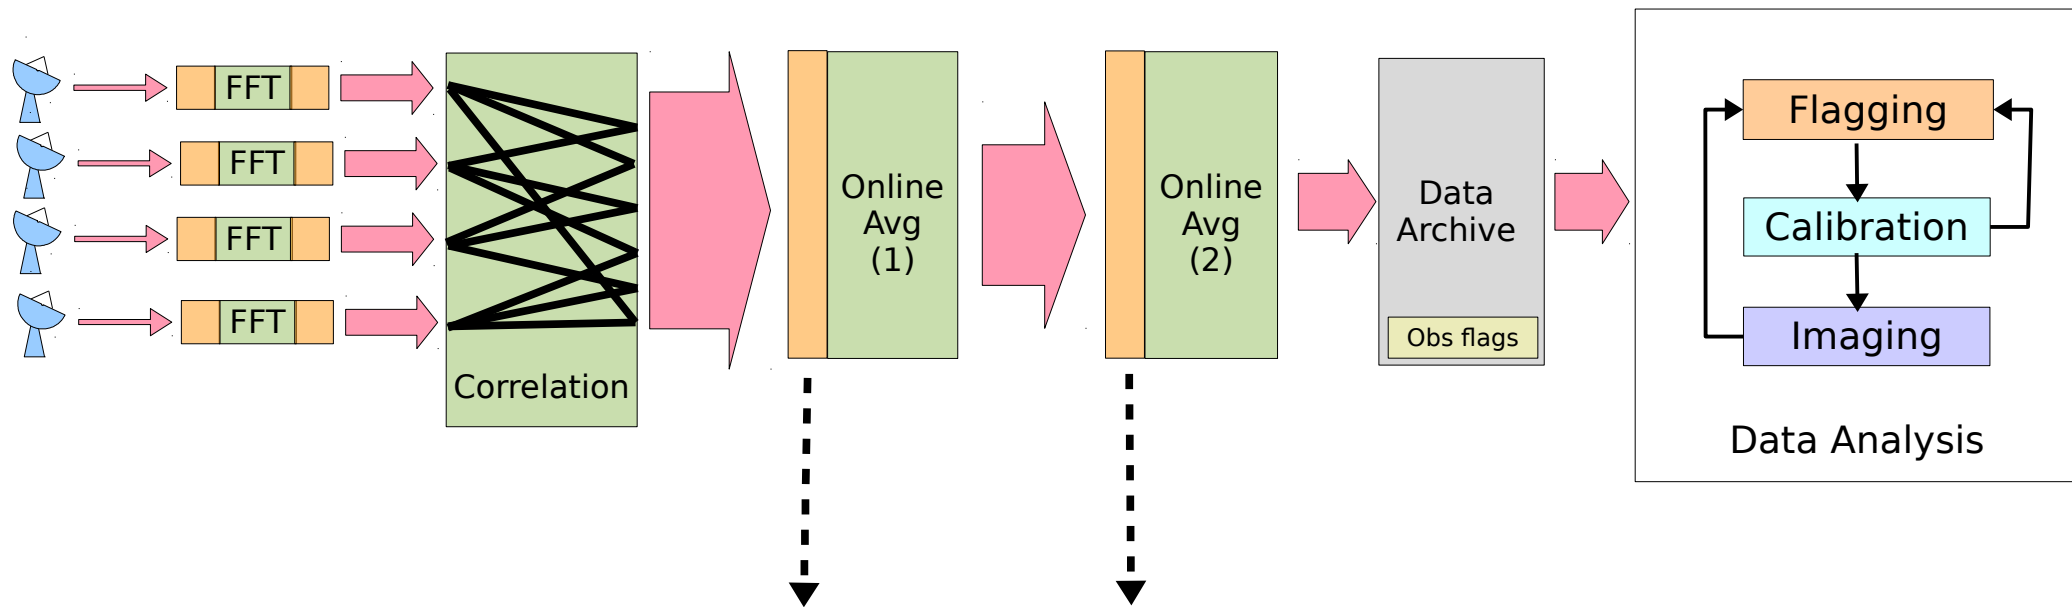 FFT
FFT
FFT
FFT
Correlation
Online
Avg
(1)
Online
Avg
(2)
Data
Archive
Obs flags
Flagging
Calibration
Imaging
Data Analysis